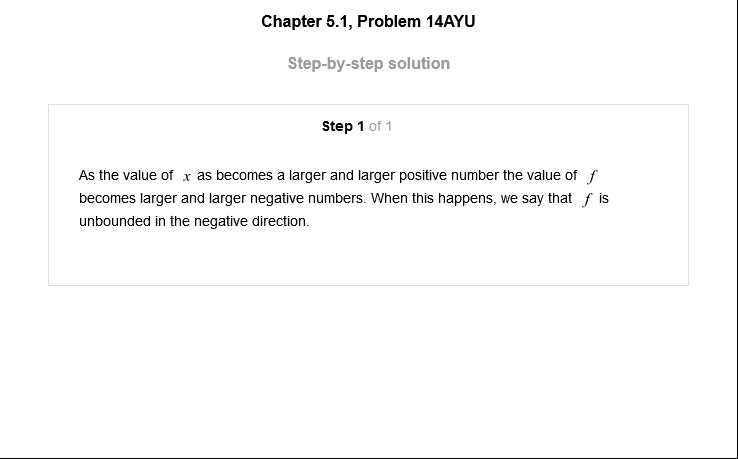 Chapter 5.1, Problem 14AYU
Step-by-step solution
Step 1 of 1
As the value of x as becomes a larger and larger positive number the value of f
becomes larger and larger negative numbers. When this happens, we say that f is
unbounded in the negative direction.